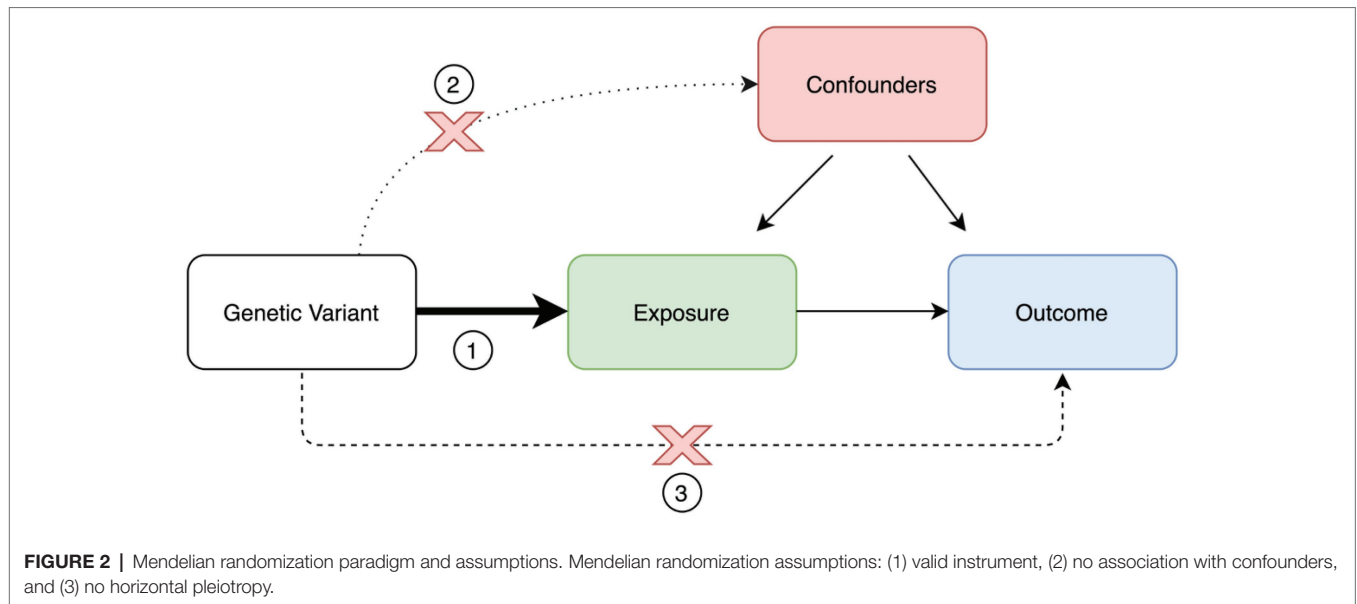 2
Confounders
Genetic Variant
Exposure
Outcome
1
3
FIGURE 2 | Mendelian randomization paradigm and assumptions. Mendelian randomization assumptions: (1) valid instrument, (2) no association with confounders,
and (3) no horizontal pleiotropy.